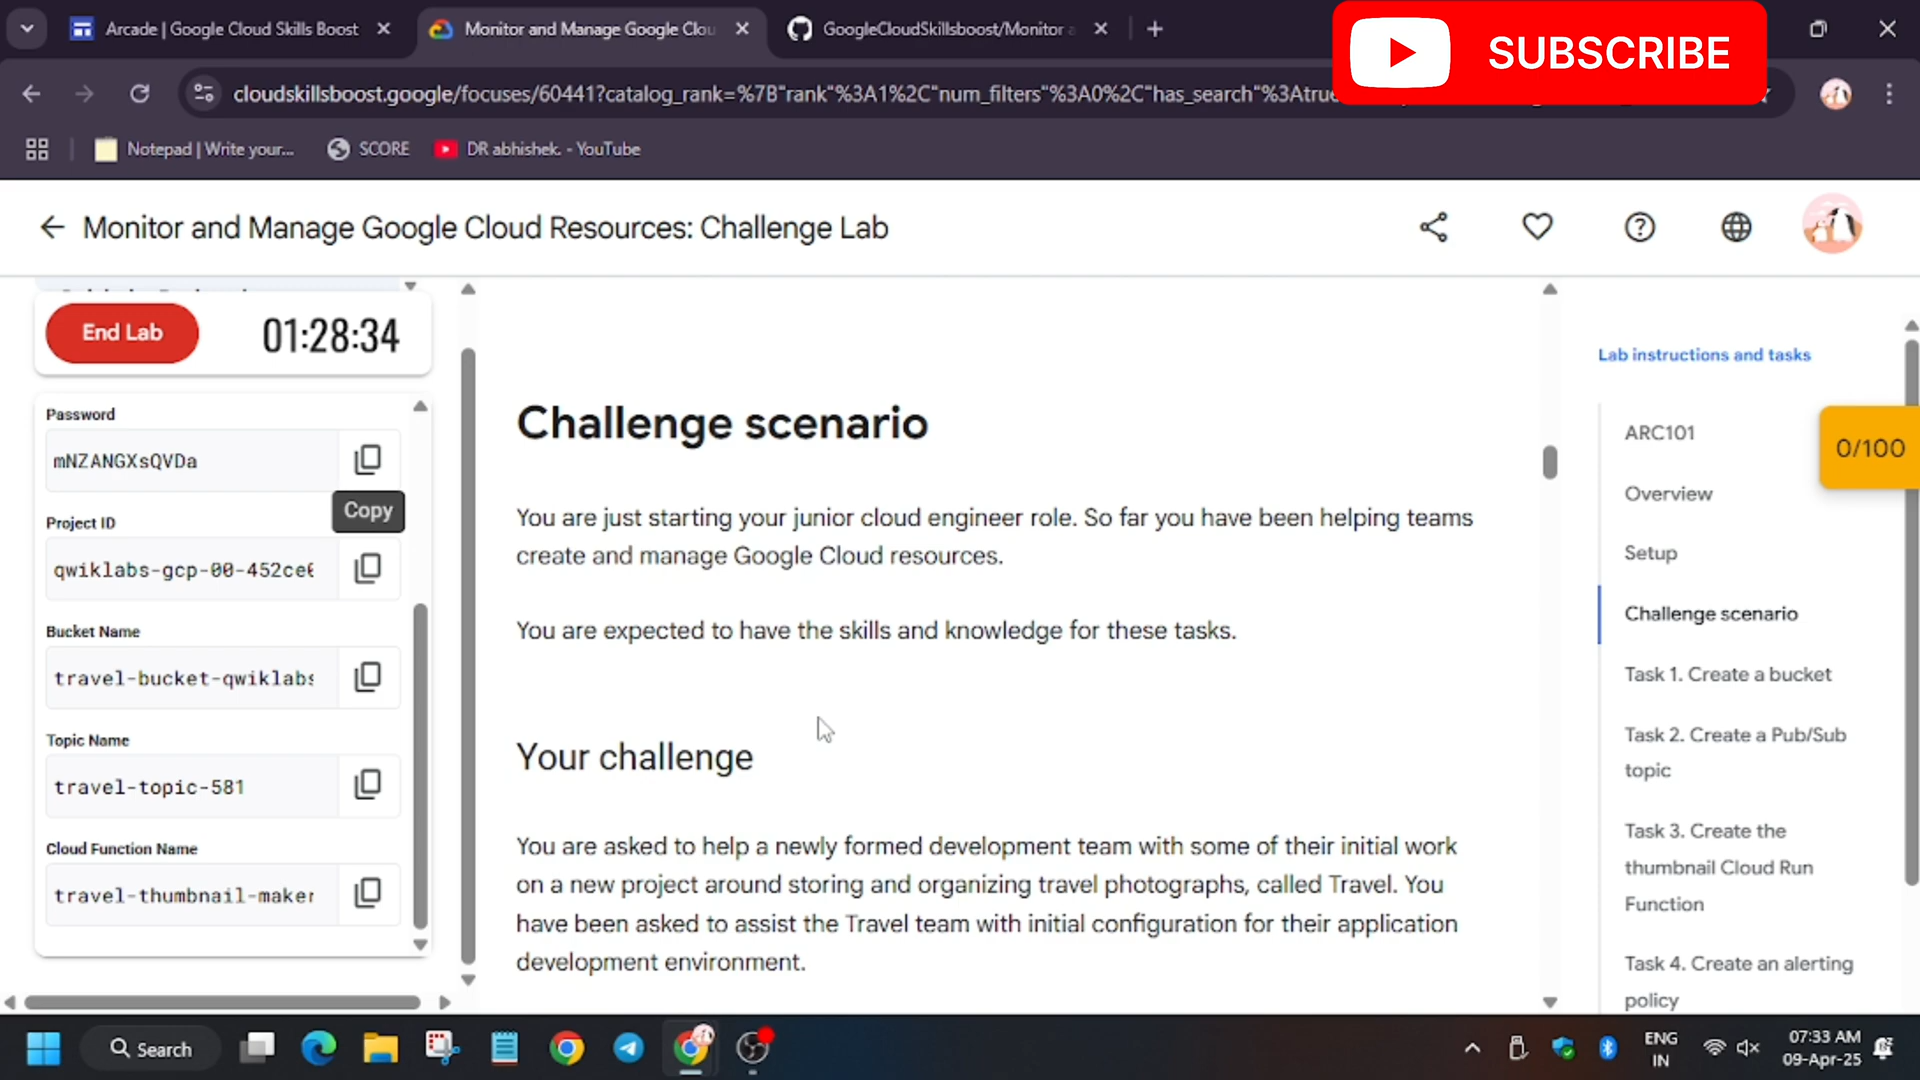 Arcade | Google Cloud Skills Boost
Monitor and Manage Google Clou
GoogleCloudSkillsboost/Monitor a
SUBSCRIBE
cloudskillsboost.google/focuses/60441?catalog_rank=%7B"rank"%3A1%2C"num_filters"%3A0%2C"has_search"%3Atrue
Notepad | Write your...
SCORE
DR abhishek. - YouTube
Monitor and Manage Google Cloud Resources: Challenge Lab
End Lab
01:28:34
Password
mNZANGXsQVDa
Copy
Project ID
qwiklabs-gcp-00-452ce
Bucket Name
travel-bucket-qwiklabs
Topic Name
travel-topic-581
Cloud Function Name
travel-thumbnail-maker
Challenge scenario
You are just starting your junior cloud engineer role. So far you have been helping teams
create and manage Google Cloud resources.
You are expected to have the skills and knowledge for these tasks.
Your challenge
You are asked to help a newly formed development team with some of their initial work
on a new project around storing and organizing travel photographs, called Travel. You
have been asked to assist the Travel team with initial configuration for their application
development environment.
Lab instructions and tasks
ARC101
0/100
Overview
Setup
Challenge scenario
Task 1. Create a bucket
Task 2. Create a Pub/Sub
topic
Task 3. Create the
thumbnail Cloud Run
Function
Task 4. Create an alerting
policy
Search
ENG
IN
07:33 AM
09-Apr-25